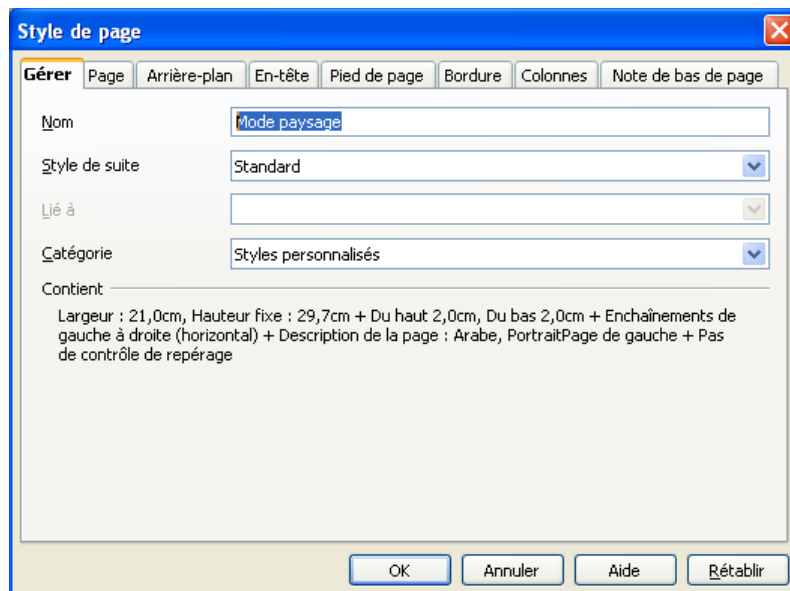 Style de page
Gérer Page Arrière-plan En-tête Pied de page Bordure Colonnes Note de bas de page
Nom Mode paysage
Style de suite Standard
Lié à
Catégorie Styles personnalisés
Contient
Largeur : 21,0cm, Hauteur fixe : 29,7cm + Du haut 2,0cm, Du bas 2,0cm + Enchaînements de
gauche à droite (horizontal) + Description de la page : Arabe, PortraitPage de gauche + Pas
de contrôle de repérage
OK Annuler Aide Rétablir